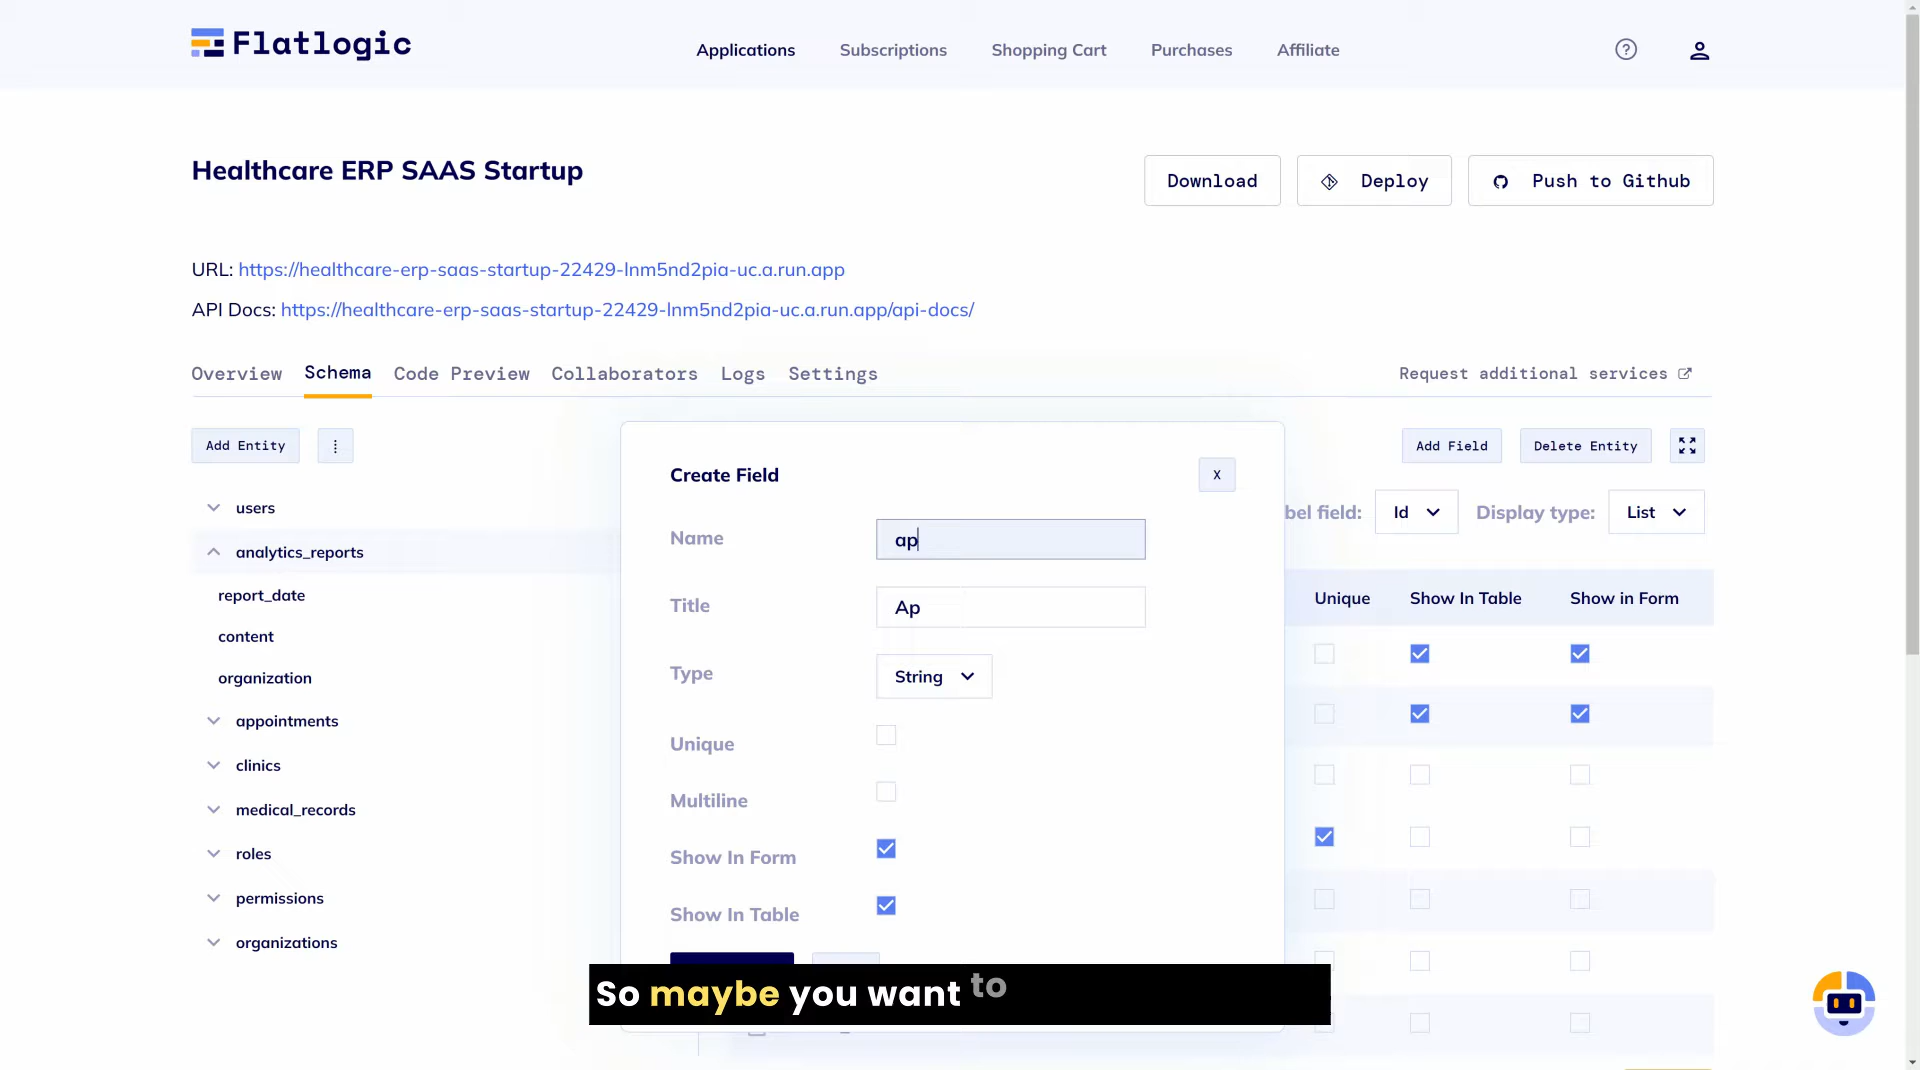 Flatlogic
Applications Subscriptions Shopping Cart Purchases Affiliate
?
Healthcare ERP SAAS Startup
Download Deploy Push to Github
URL: https://healthcare-erp-saas-startup-22429-lnm5nd2pia-uc.a.run.app
API Docs: https://healthcare-erp-saas-startup-22429-lnm5nd2pia-uc.a.run.app/api-docs/
Overview Schema Code Preview Collaborators Logs Settings Request additional services
Add Entity
Add Field Delete Entity
Create Field X
users
bel field: Id Display type: List
Name ap
analytics_reports
report_date
Unique Show In Table Show in Form
Title Ap
content
organization
Type String
appointments
Unique
clinics
Multiline
medical_records
roles
Show In Form
permissions
Show In Table
organizations
So maybe you want to